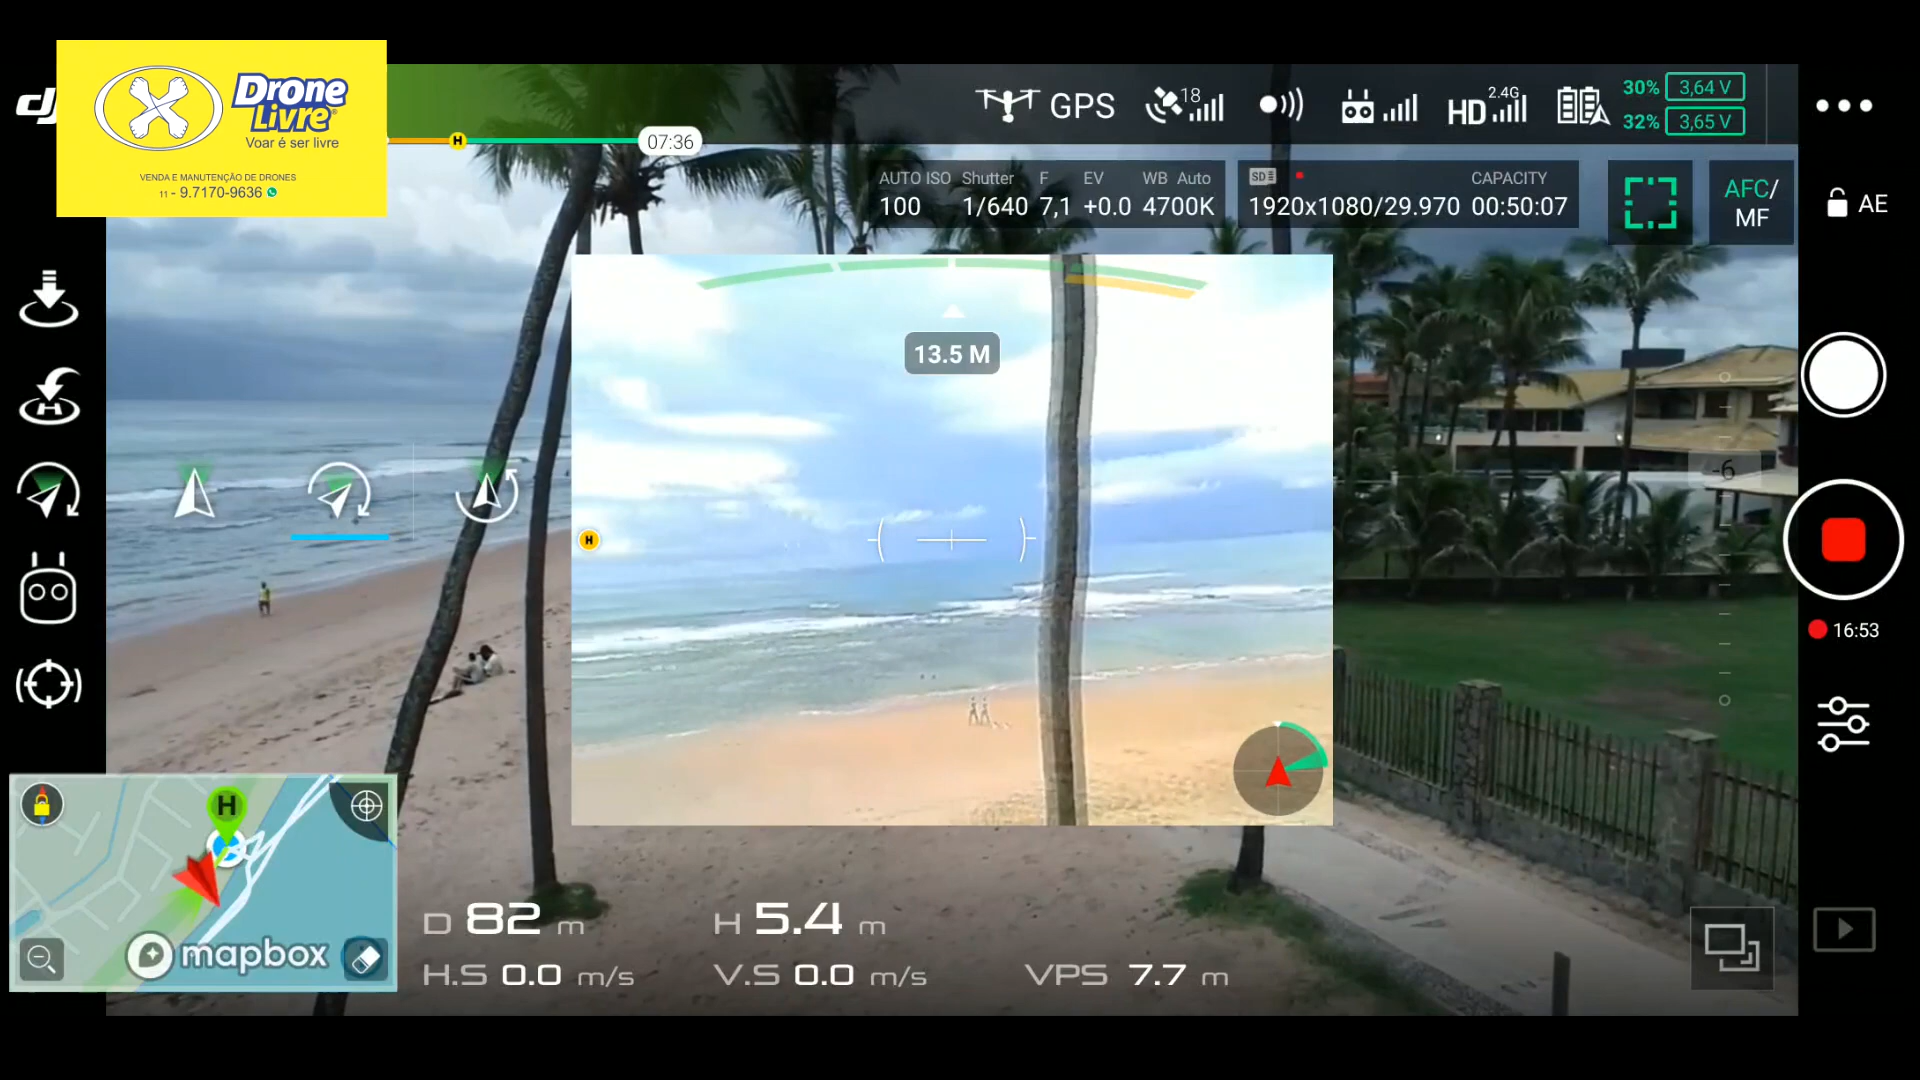 dj
Drone
Livre®
Voar é ser livre
VENDA E MANUTENÇÃO DE DRONES
11 - 9.7170-9636
H
07:36
GPS
18
HD 2.4G
30% 3,64 V
32% 3,65 V
AUTO ISO Shutter F EV WB Auto
100 1/640 7,1 +0.0 4700K
SD CAPACITY
1920x1080/29.970 00:50:07
AFC/
MF
AE
13.5 M
H
-6
16:53
H
mapbox
D 82 m H 5.4 m
H.S 0.0 m/s V.S 0.0 m/s VPS 7.7 m